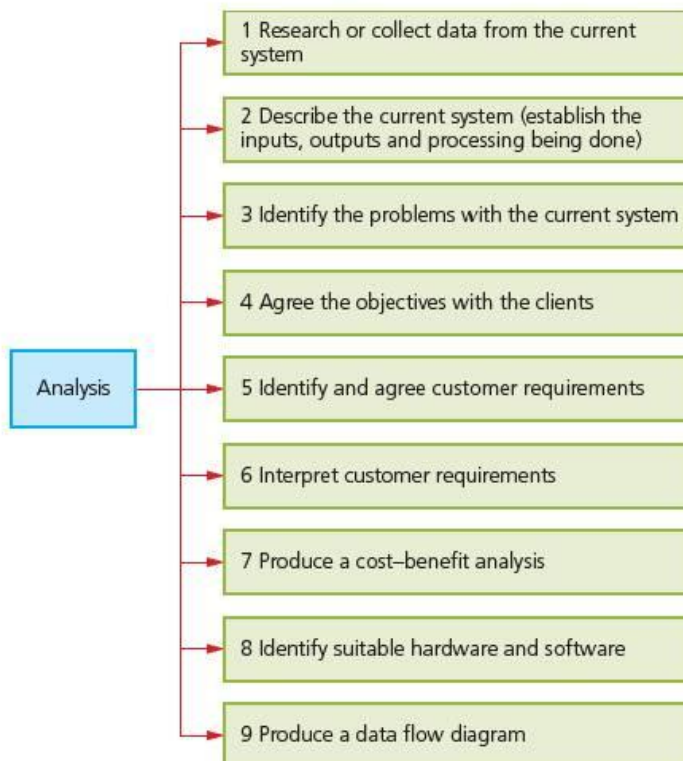 1 Research or collect data from the current
system
2 Describe the current system (establish the
inputs, outputs and processing being done)
3 Identify the problems with the current system
4 Agree the objectives with the clients
Analysis
5 Identify and agree customer requirements
6 Interpret customer requirements
7 Produce a cost–benefit analysis
8 Identify suitable hardware and software
9 Produce a data flow diagram